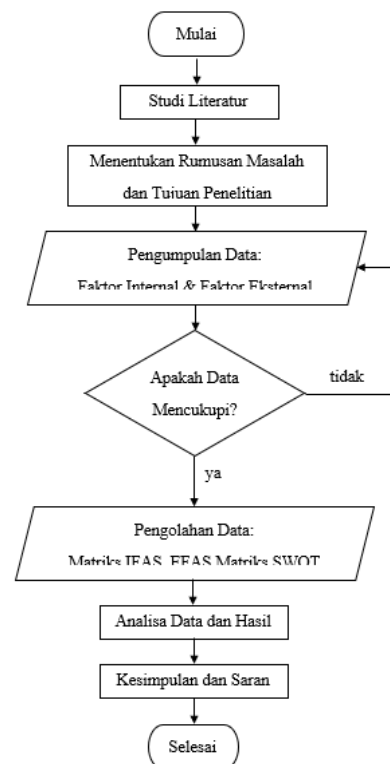 Mulai
Studi Literatur
Menentukan Rumusan Masalah
dan Tujuan Penelitian
Pengumpulan Data:
Faktor Internal & Faktor Eksternal
Apakah Data
Mencukupi?
tidak
ya
Pengolahan Data:
Matriks IFAS, EFAS Matriks SWOT
Analisa Data dan Hasil
Kesimpulan dan Saran
Selesai